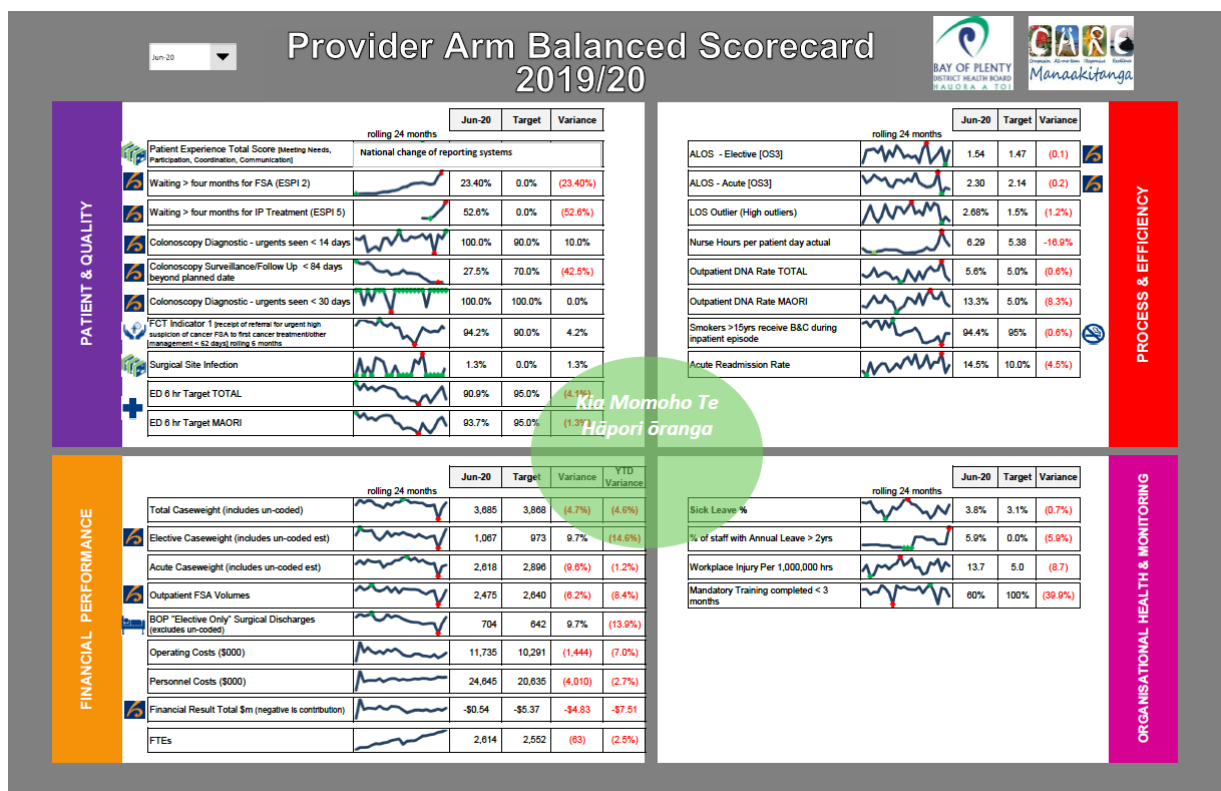 Jun-20
Provider Arm Balanced Scorecard
2019/20
BAY OF PLENTY
DISTRICT HEALTH BOARD
HAUORA A TOI
CARE
Manaakitanga
PATIENT & QUALITY
rolling 24 months
Jun-20 Target Variance
Patient Experience Total Score [Meeting Needs,
Participation, Coordination, Communication]
National change of reporting systems
Waiting > four months for FSA (ESPI 2) 23.40% 0.0% (23.40%)
Waiting > four months for IP Treatment (ESPI 5) 52.6% 0.0% (52.6%)
Colonoscopy Diagnostic - urgents seen < 14 days 100.0% 90.0% 10.0%
Colonoscopy Surveillance/Follow Up < 84 days
beyond planned date 27.5% 70.0% (42.5%)
Colonoscopy Diagnostic - urgents seen < 30 days 100.0% 100.0% 0.0%
FCT Indicator 1 [receipt of referral for urgent high
suspicion of cancer FSA to first cancer treatment/other
management < 62 days] rolling 6 months 94.2% 90.0% 4.2%
Surgical Site Infection 1.3% 0.0% 1.3%
ED 6 hr Target TOTAL 90.9% 95.0% (4.1%)
ED 6 hr Target MAORI 93.7% 95.0% (1.3%)
PROCESS & EFFICIENCY
rolling 24 months
Jun-20 Target Variance
ALOS - Elective [OS3] 1.54 1.47 (0.1)
ALOS - Acute [OS3] 2.30 2.14 (0.2)
LOS Outlier (High outliers) 2.68% 1.5% (1.2%)
Nurse Hours per patient day actual 6.29 5.38 -16.9%
Outpatient DNA Rate TOTAL 5.6% 5.0% (0.6%)
Outpatient DNA Rate MAORI 13.3% 5.0% (8.3%)
Smokers >15yrs receive B&C during
inpatient episode 94.4% 95% (0.6%)
Acute Readmission Rate 14.5% 10.0% (4.5%)
Kia Momoho Te
Hāpori ōranga
FINANCIAL PERFORMANCE
rolling 24 months
Jun-20 Target Variance YTD
Variance
Total Caseweight (includes un-coded) 3,685 3,868 (4.7%) (4.6%)
Elective Caseweight (includes un-coded est) 1,067 973 9.7% (14.6%)
Acute Caseweight (includes un-coded est) 2,618 2,896 (9.6%) (1.2%)
Outpatient FSA Volumes 2,475 2,640 (6.2%) (8.4%)
BOP "Elective Only" Surgical Discharges
(excludes un-coded) 704 642 9.7% (13.9%)
Operating Costs ($000) 11,735 10,291 (1,444) (7.0%)
Personnel Costs ($000) 24,645 20,635 (4,010) (2.7%)
Financial Result Total $m (negative is contribution) -$0.54 -$5.37 -$4.83 -$7.51
FTEs 2,614 2,552 (63) (2.5%)
ORGANISATIONAL HEALTH & MONITORING
rolling 24 months
Jun-20 Target Variance
Sick Leave % 3.8% 3.1% (0.7%)
% of staff with Annual Leave > 2yrs 5.9% 0.0% (5.9%)
Workplace Injury Per 1,000,000 hrs 13.7 5.0 (8.7)
Mandatory Training completed < 3
months 60% 100% (39.9%)